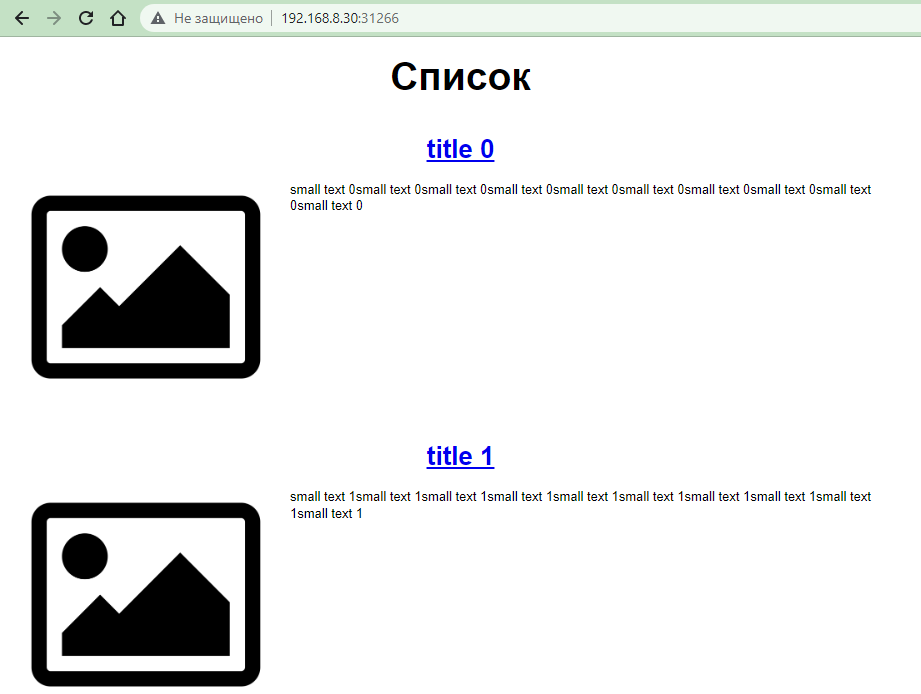 Не защищено 192.168.8.30:31266
Список
title 0
small text 0small text 0small text 0small text 0small text 0small text 0small text 0small text 0small text
0small text 0
title 1
small text 1small text 1small text 1small text 1small text 1small text 1small text 1small text 1small text
1small text 1